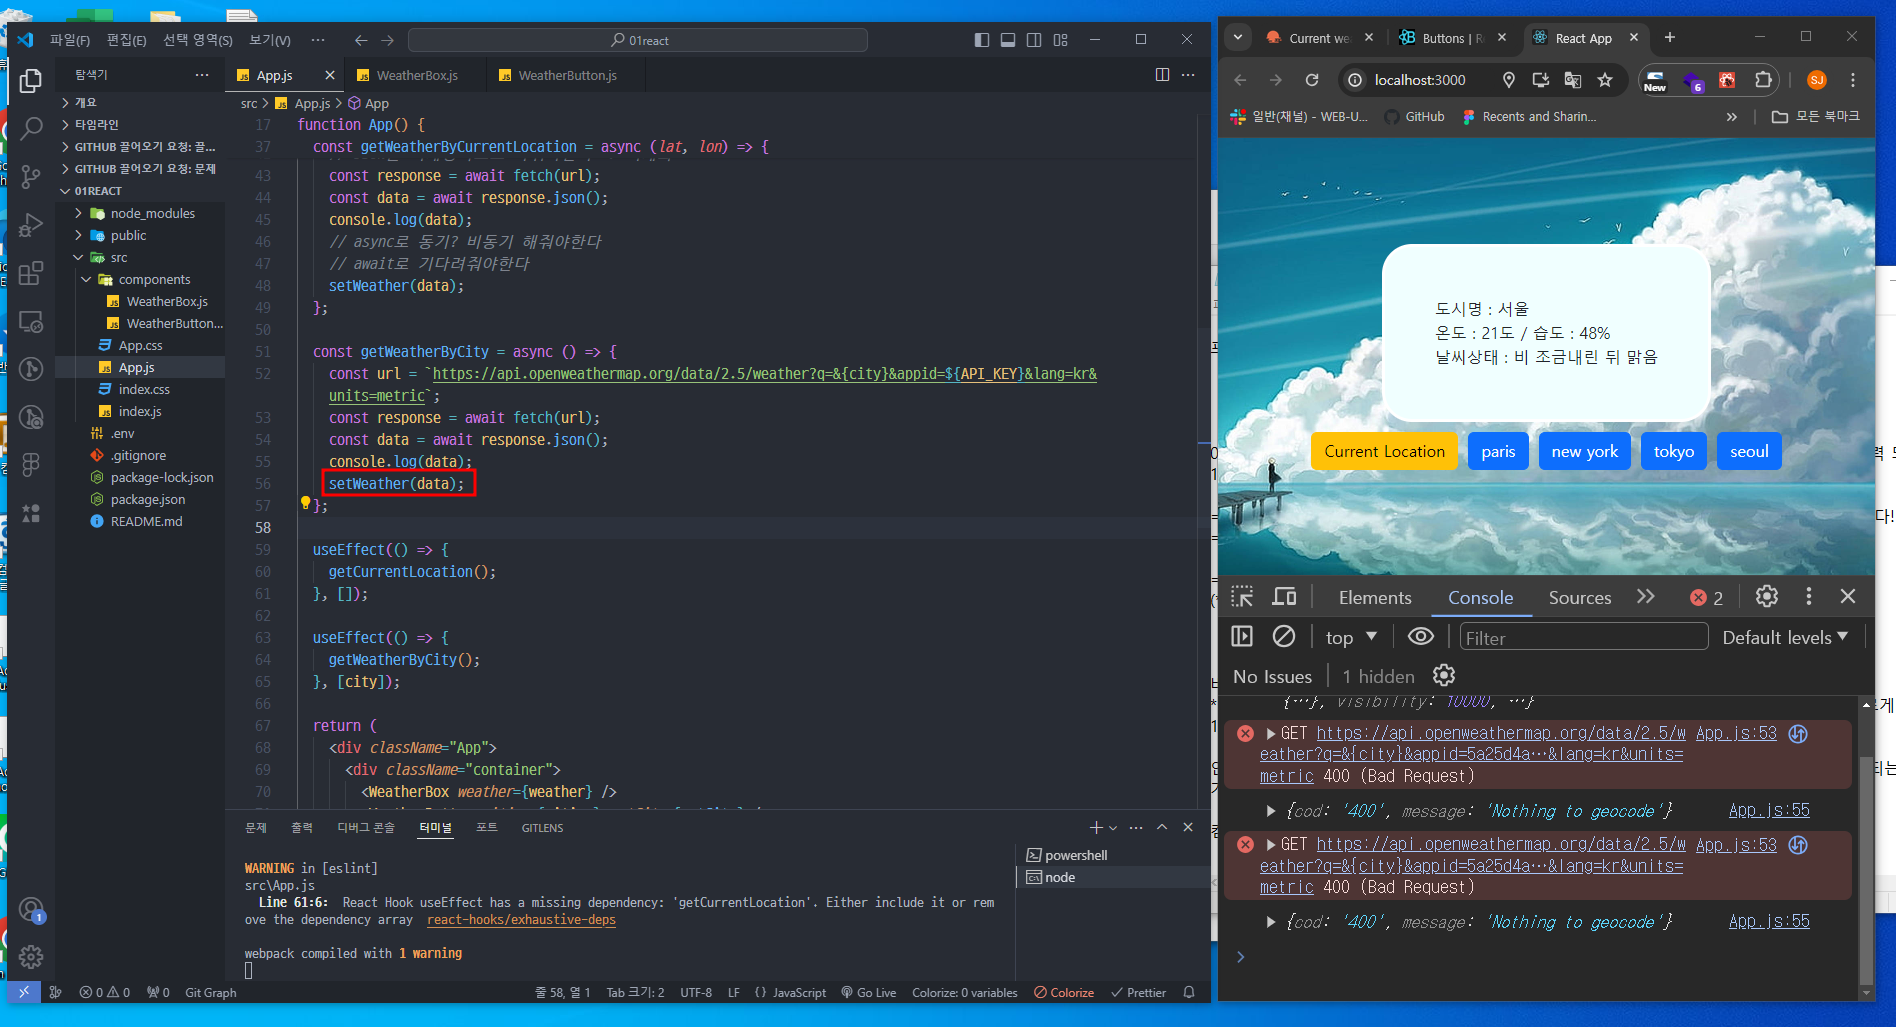 파일(F) 편집(E) 선택 영역(S) 보기(V) ··· 01react
탐색기 ···
개요
타임라인
GITHUB 끌어오기 요청: 끌...
GITHUB 끌어오기 요청: 문제
01REACT
node_modules
public
src
components
WeatherBox.js
WeatherButton...
App.css
App.js
index.css
index.js
.env
.gitignore
package-lock.json
package.json
README.md
App.js WeatherBox.js WeatherButton.js
src > App.js > App
17 function App() {
37 const getWeatherByCurrentLocation = async (lat, lon) => {
43 const response = await fetch(url);
44 const data = await response.json();
45 console.log(data);
46 // async로 동기? 비동기 해줘야한다
47 // await로 기다려줘야한다
48 setWeather(data);
49 };
50
51 const getWeatherByCity = async () => {
52 const url = `https://api.openweathermap.org/data/2.5/weather?q=&{city}&appid=${API_KEY}&lang=kr&
units=metric`;
53 const response = await fetch(url);
54 const data = await response.json();
55 console.log(data);
56 setWeather(data);
57 };
58
59 useEffect(() => {
60 getCurrentLocation();
61 }, []);
62
63 useEffect(() => {
64 getWeatherByCity();
65 }, [city]);
66
67 return (
68 <div className="App">
69 <div className="container">
70 <WeatherBox weather={weather} />
문제 출력 디버그 콘솔 터미널 포트 GITLENS
WARNING in [eslint]
src\App.js
Line 61:6: React Hook useEffect has a missing dependency: 'getCurrentLocation'. Either include it or rem
ove the dependency array react-hooks/exhaustive-deps
webpack compiled with 1 warning
powershell
node
1
0 0 0 Git Graph 줄 58, 열 1 Tab 크기: 2 UTF-8 LF {} JavaScript Go Live Colorize: 0 variables Colorize Prettier
Current we Buttons | R React App
localhost:3000 New 6 SJ
일반(채널) - WEB-U... GitHub Recents and Sharin... » 모든 북마크
도시명 : 서울
온도 : 21도 / 습도 : 48%
날씨상태 : 비 조금내린 뒤 맑음
Current Location paris new york tokyo seoul
Elements Console Sources 2
top Filter Default levels
No Issues 1 hidden
{…}, visibility: 10000, …}
GET https://api.openweathermap.org/data/2.5/w App.js:53
eather?q=&{city}&appid=5a25d4a…&lang=kr&units=
metric 400 (Bad Request)
{cod: '400', message: 'Nothing to geocode'} App.js:55
GET https://api.openweathermap.org/data/2.5/w App.js:53
eather?q=&{city}&appid=5a25d4a…&lang=kr&units=
metric 400 (Bad Request)
{cod: '400', message: 'Nothing to geocode'} App.js:55